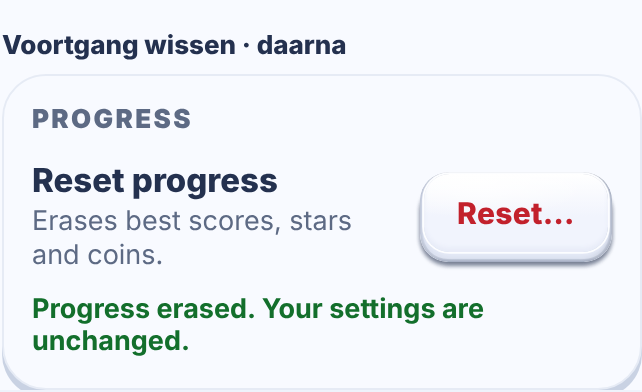 Voortgang wissen · daarna
PROGRESS
Reset progress
Erases best scores, stars
and coins.
Reset...
Progress erased. Your settings are
unchanged.